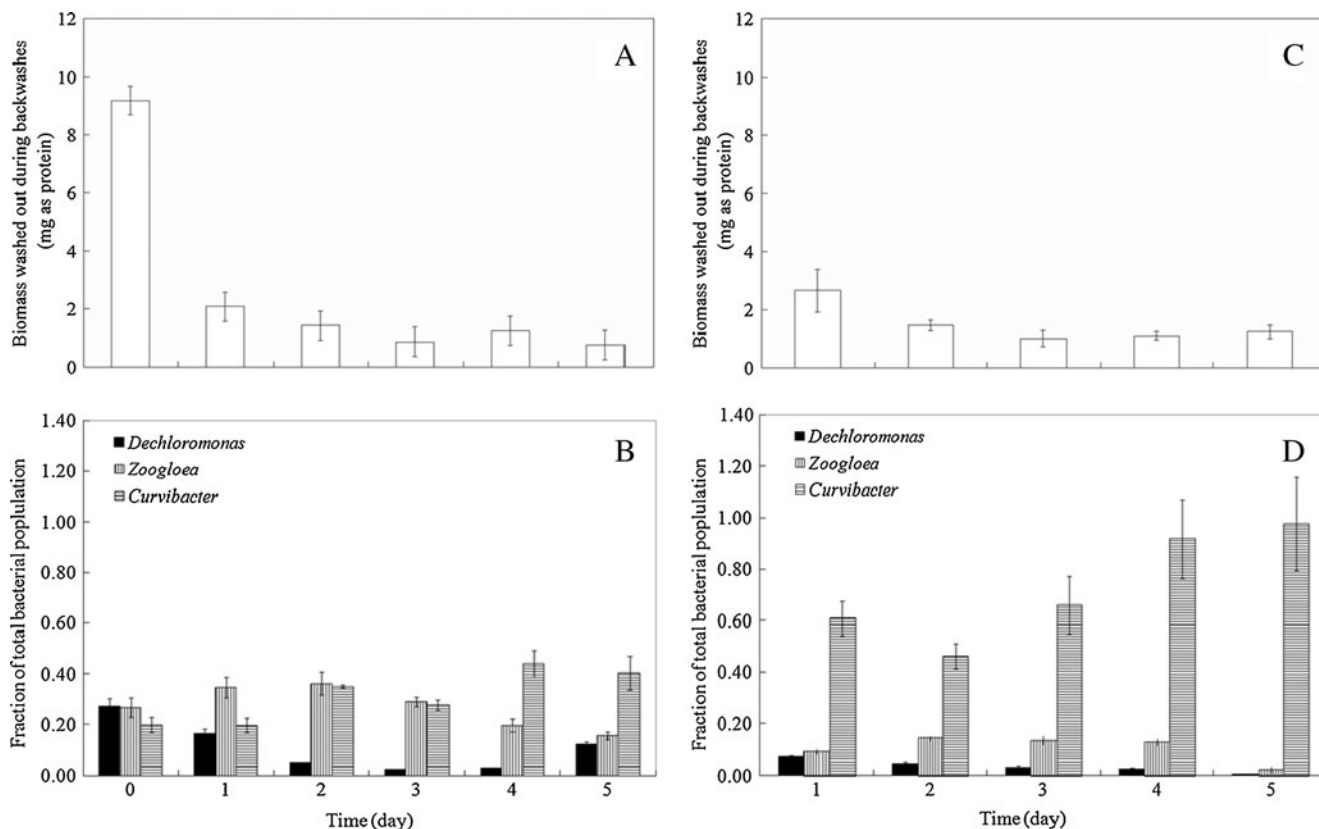 12
10
8
6
4
2
0
Biomass washed out during backwashes
(mg as protein)
A
1.40
1.20
1.00
0.80
0.60
0.40
0.20
0.00
Fraction of total bacterial poplulation
Dechloromonas
Zoogloea
Curvibacter
B
0 1 2 3 4 5
Time (day)
12
10
8
6
4
2
0
Biomass washed out during backwashes
(mg as protein)
C
1.40
1.20
1.00
0.80
0.60
0.40
0.20
0.00
Fraction of total bacterial poplulation
Dechloromonas
Zoogloea
Curvibacter
D
1 2 3 4 5
Time (day)